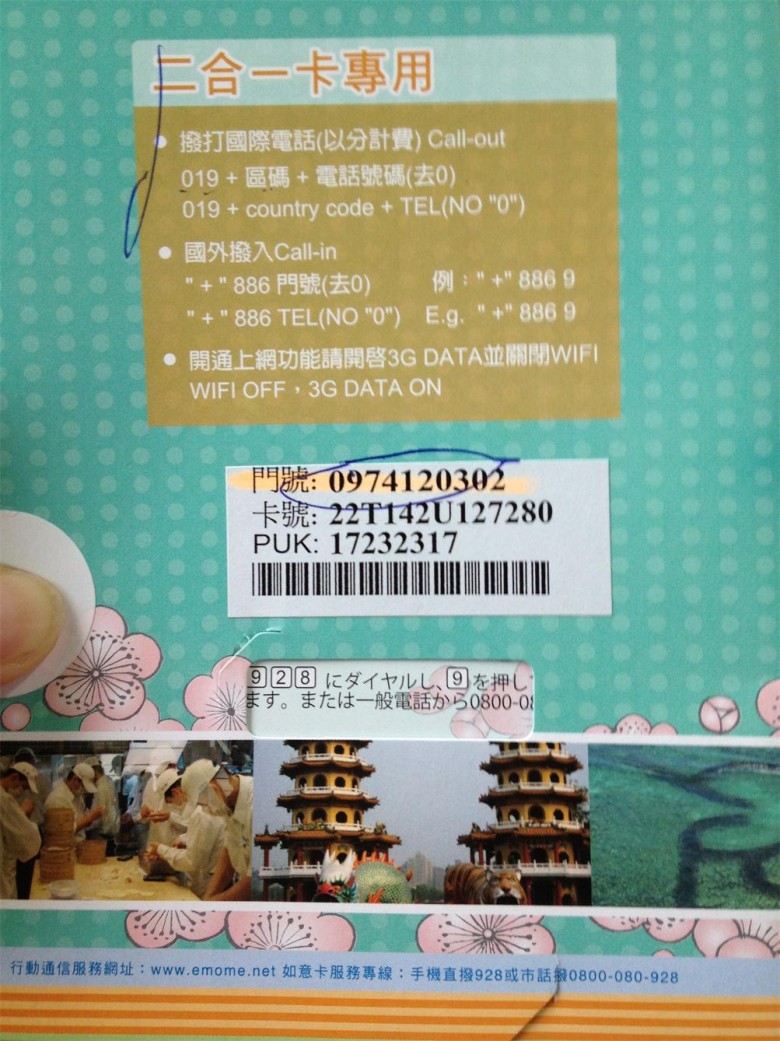 二合一卡專用
● 撥打國際電話(以分計費) Call-out
019 + 區碼 + 電話號碼(去0)
019 + country code + TEL(NO "0")
● 國外撥入Call-in
" + " 886 門號(去0) 例：" +" 886 9
" + " 886 TEL(NO "0") E.g. " +" 886 9
● 開通上網功能請開啓3G DATA並關閉WIFI
WIFI OFF，3G DATA ON
門號: 0974120302
卡號: 22T142U127280
PUK: 17232317
928 にダイヤルし、9を押し
ます。または一般電話から0800-08
行動通信服務網址：www.emome.net 如意卡服務專線：手機直撥928或市話撥0800-080-928